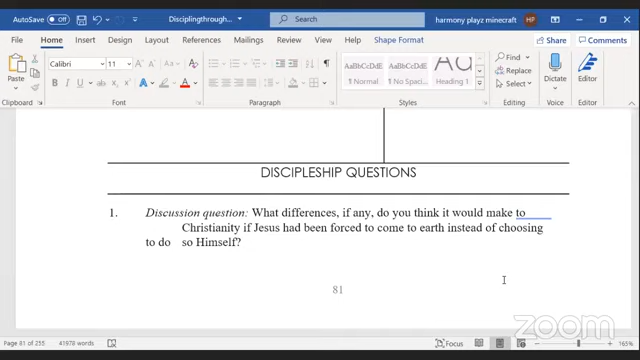 AutoSave Off Disciplingthrough... Search harmony playz minecraft HP
File Home Insert Design Layout References Mailings Review View Help Shape Format Share Comments
Paste Calibri 11 AaBbCcDdE AaBbCcDdE Find Replace Select Dictate Editor
¶ Normal ¶ No Spaci... Heading 1
Clipboard Font Paragraph Styles Editing Voice Editor
DISCIPLESHIP QUESTIONS
1. Discussion question: What differences, if any, do you think it would make to
Christianity if Jesus had been forced to come to earth instead of choosing
to do so Himself?
81
zoom
Page 81 of 255 41978 words Focus 165%